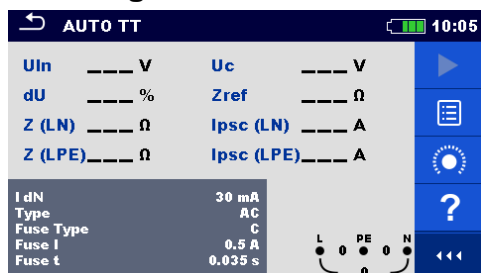 AUTO TT 10:05
Uln ___ V Uc ___ V
dU ___ % Zref ___ Ω
Z (LN) ___ Ω Ipsc (LN) ___ A
Z (LPE) ___ Ω Ipsc (LPE) ___ A
I dN 30 mA
Type AC
Fuse Type C
Fuse I 0.5 A
Fuse t 0.035 s
L PE N
0 0
0
?